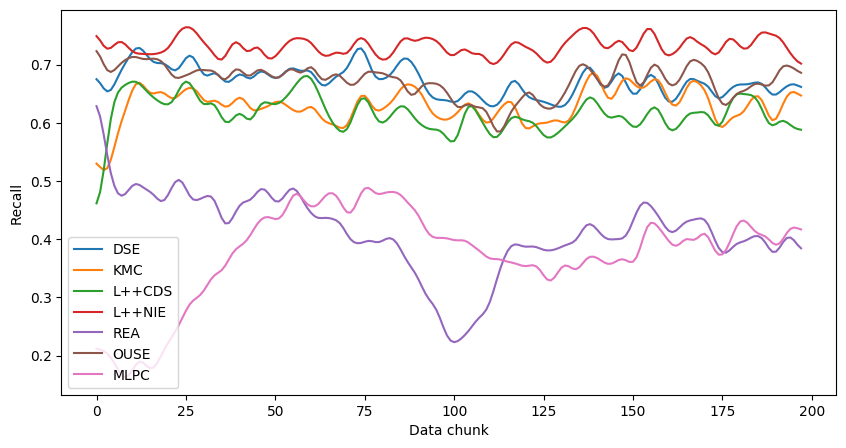 Recall
0.7
0.6
0.5
0.4
0.3
0.2
DSE
KMC
L++CDS
L++NIE
REA
OUSE
MLPC
0 25 50 75 100 125 150 175 200
Data chunk